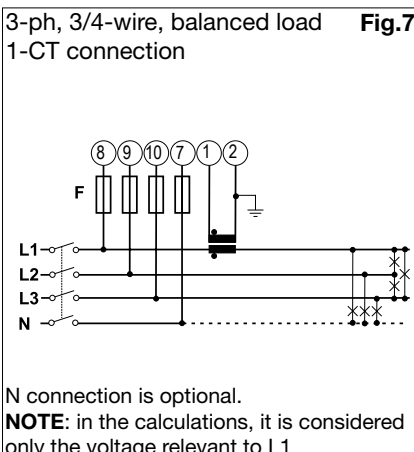 3-ph, 3/4-wire, balanced load Fig.7
1-CT connection
8 9 10 7 1 2
F
L1
L2
L3
N
N connection is optional.
NOTE: in the calculations, it is considered
only the voltage relevant to L1